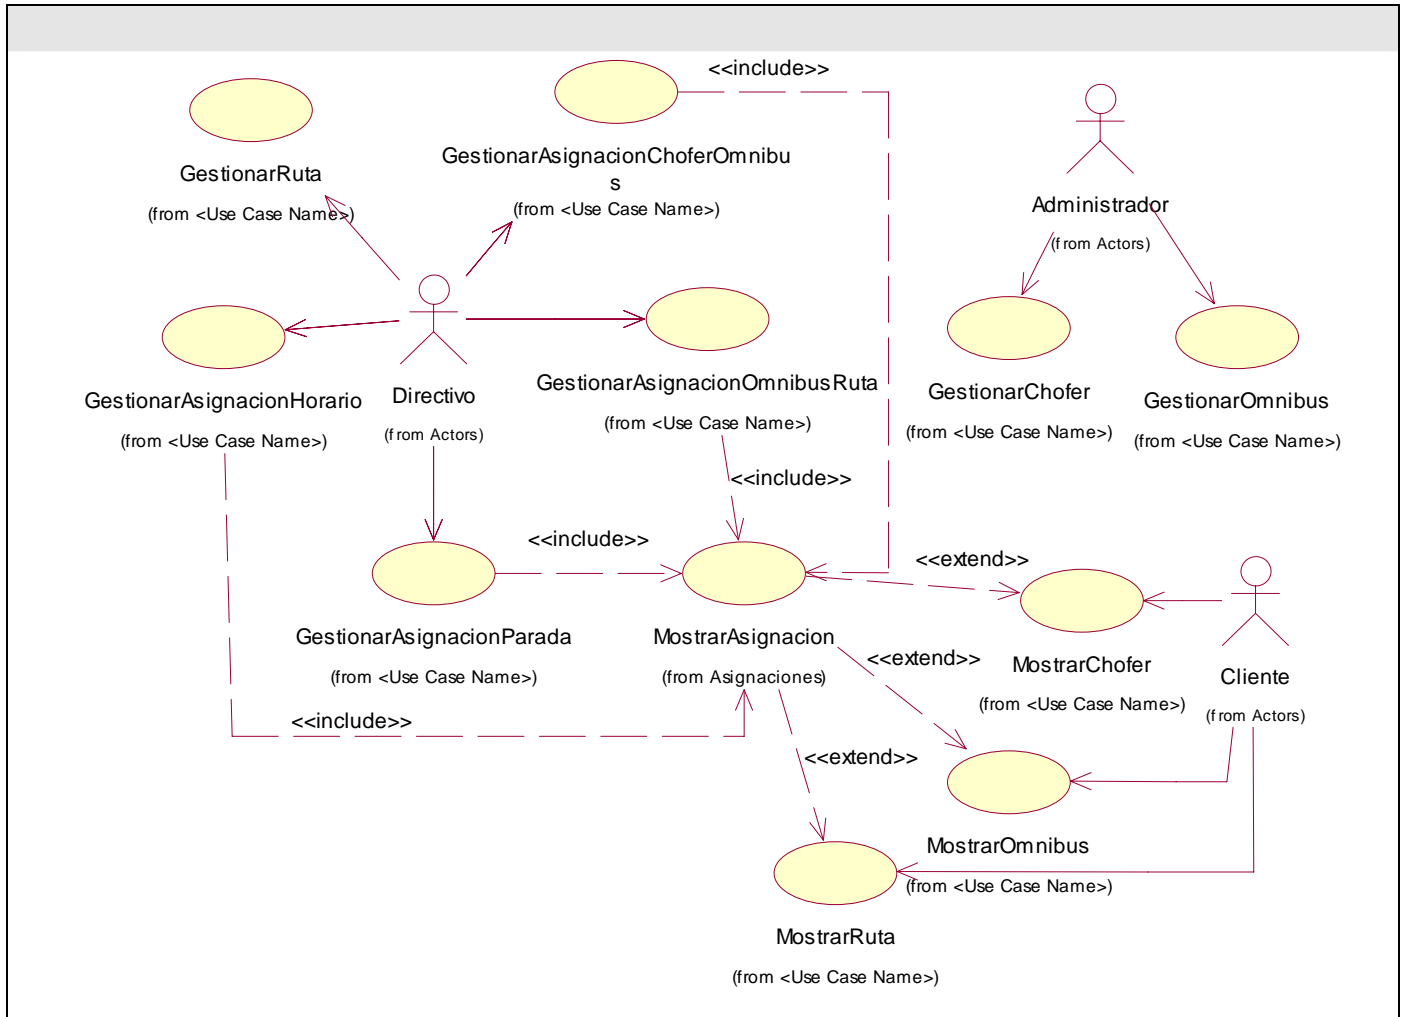 <<include>>
GestionarAsignacionChoferOmnibu
s
(from <Use Case Name>)
GestionarRuta
(from <Use Case Name>)
Administrador
(from Actors)
GestionarAsignacionHorario
(from <Use Case Name>)
Directivo
(from Actors)
GestionarAsignacionOmnibusRuta
(from <Use Case Name>)
GestionarChofer
(from <Use Case Name>)
GestionarOmnibus
(from <Use Case Name>)
<<include>>
<<include>>
<<extend>>
GestionarAsignacionParada
(from <Use Case Name>)
MostrarAsignacion
(from Asignaciones)
<<extend>>
MostrarChofer
(from <Use Case Name>)
Cliente
(from Actors)
<<include>>
<<extend>>
MostrarOmnibus
(from <Use Case Name>)
MostrarRuta
(from <Use Case Name>)